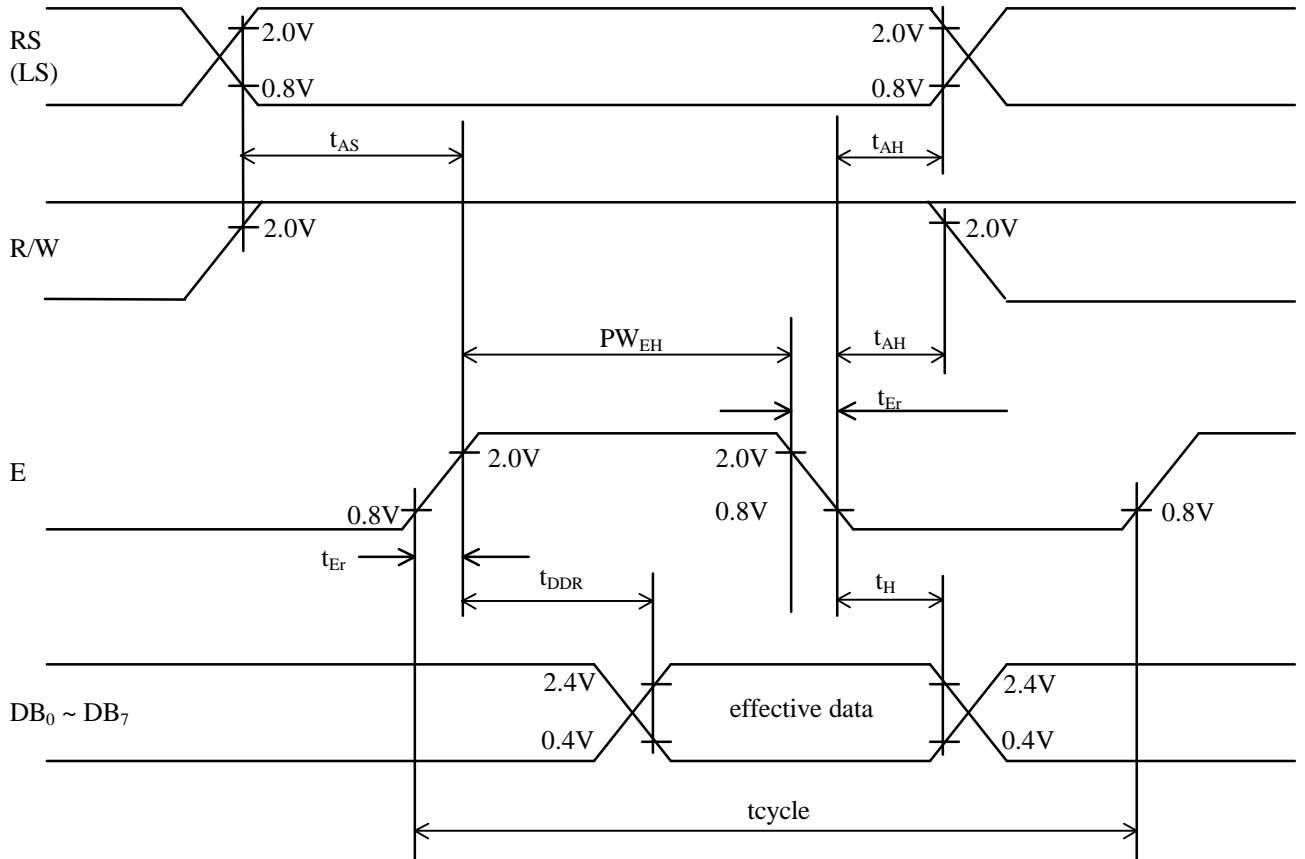 RS
(LS)
2.0V
0.8V
2.0V
0.8V
tAS
tAH
R/W
2.0V
2.0V
PWEH
tAH
tEr
E
2.0V
2.0V
0.8V
0.8V
0.8V
tEr
tDDR
tH
DB0 ~ DB7
2.4V
0.4V
effective data
2.4V
0.4V
tcycle